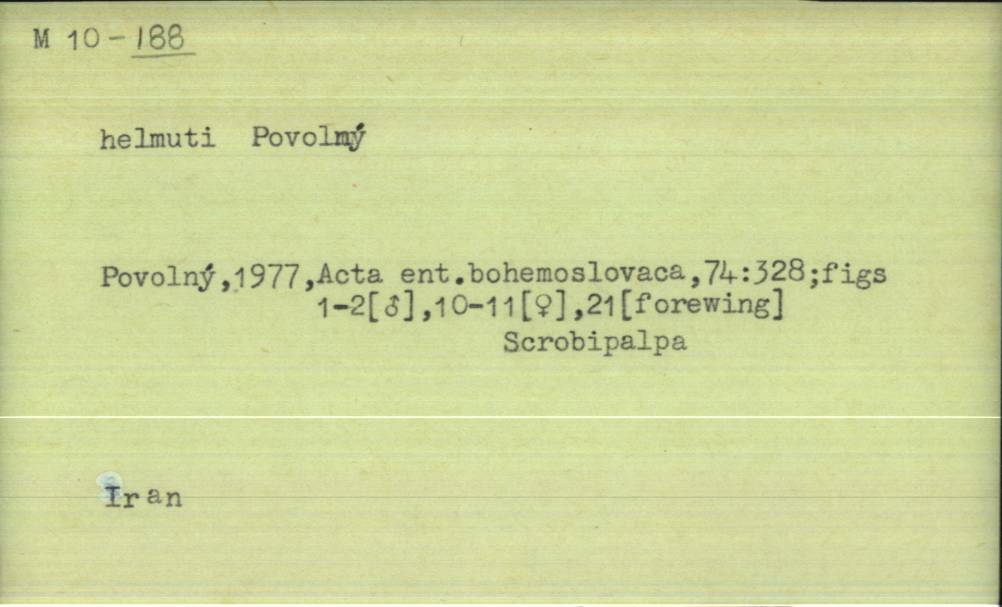 M 10-188
helmuti Povolný
Povolný,1977,Acta ent.bohemoslovaca,74:328;figs
1-2[♂],10-11[♀],21[forewing]
Scrobipalpa
Iran